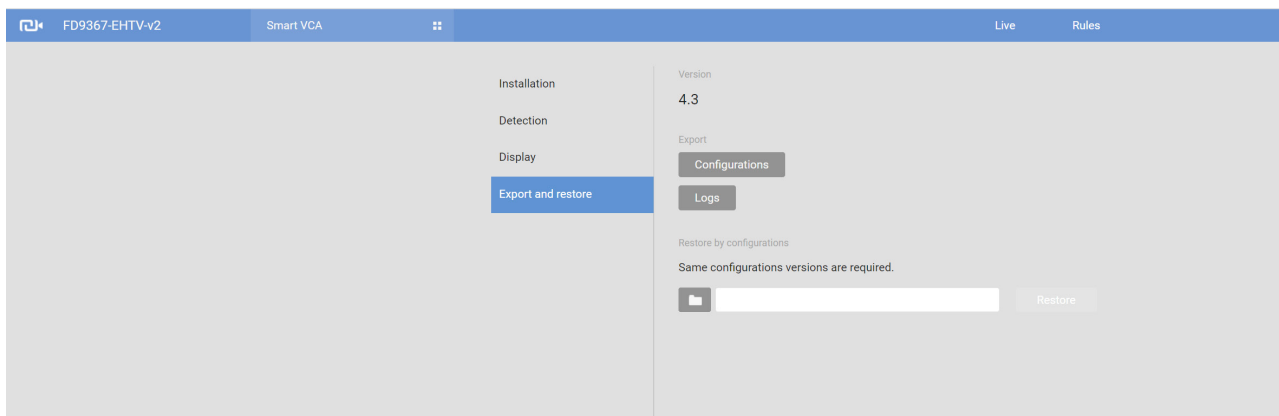 FD9367-EHTV-v2
Smart VCA
Live
Rules
Installation
Detection
Display
Export and restore
Version
4.3
Export
Configurations
Logs
Restore by configurations
Same configurations versions are required.
Restore